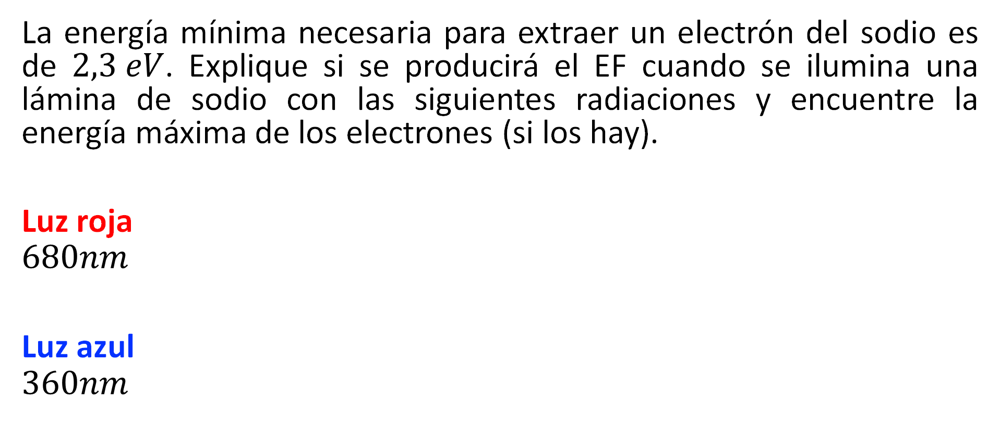 La energía mínima necesaria para extraer un electrón del sodio es
de 2,3 eV. Explique si se producirá el EF cuando se ilumina una
lámina de sodio con las siguientes radiaciones y encuentre la
energía máxima de los electrones (si los hay).
Luz roja
680nm
Luz azul
360nm